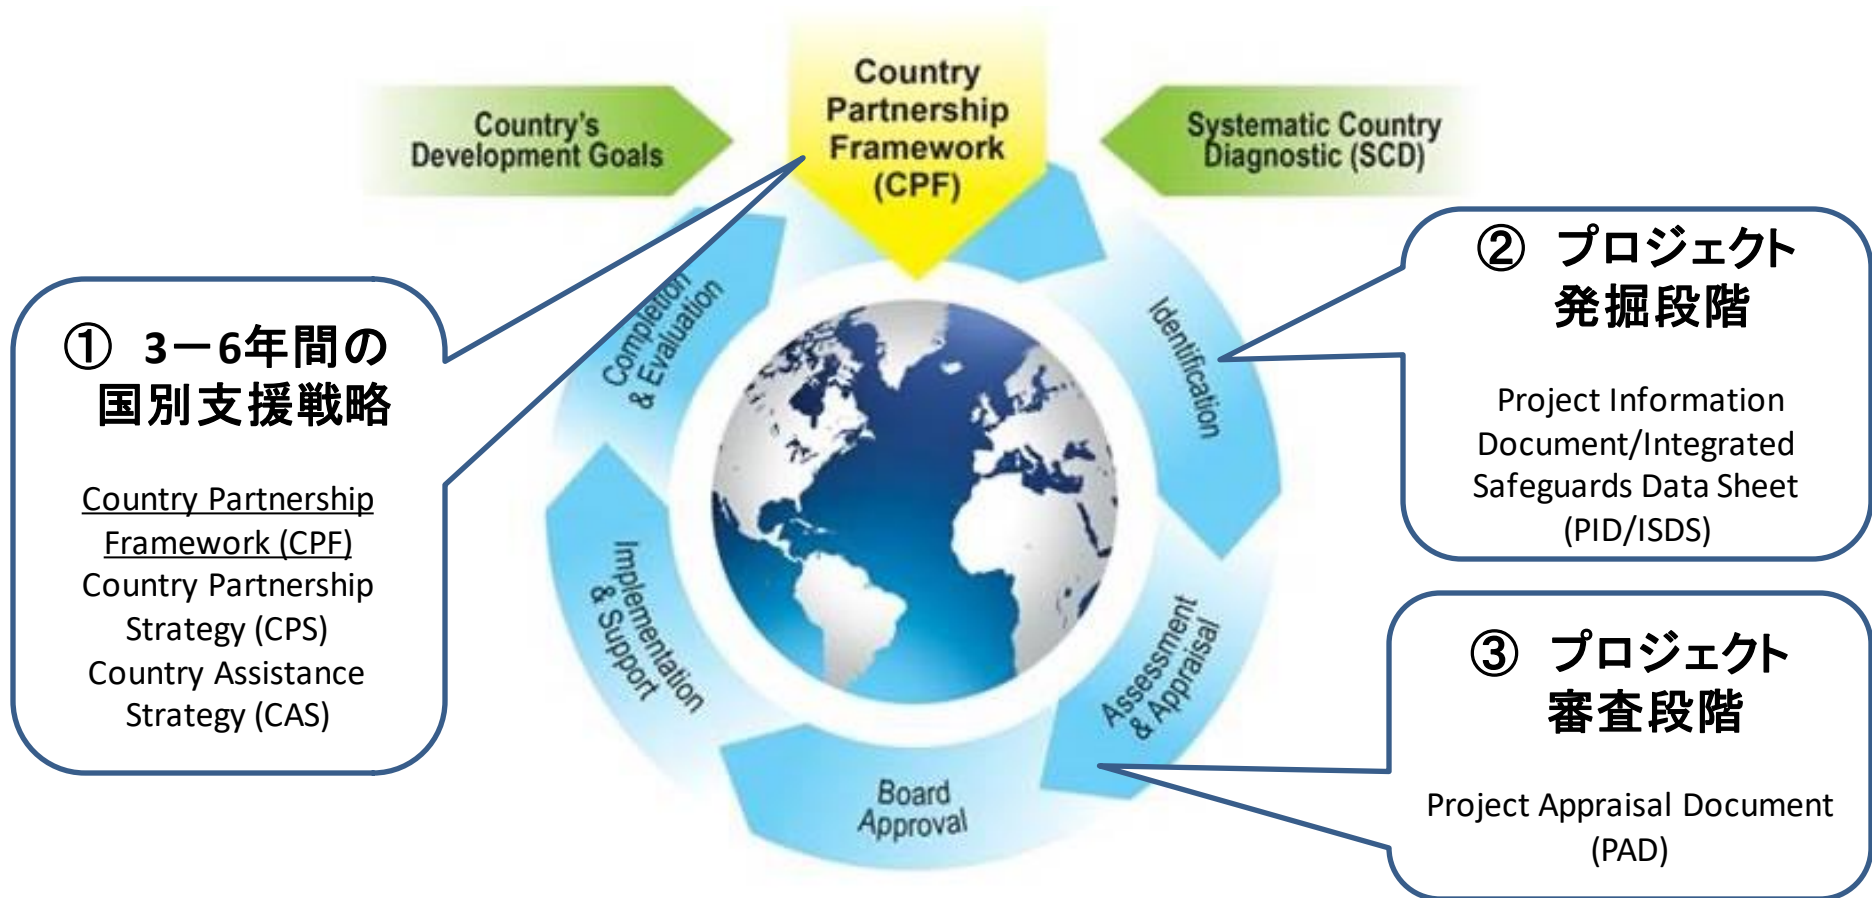 Country's
Development Goals
Country
Partnership
Framework
(CPF)
Systematic Country
Diagnostic (SCD)
① 3－6年間の
国別支援戦略
Country Partnership
Framework (CPF)
Country Partnership
Strategy (CPS)
Country Assistance
Strategy (CAS)
② プロジェクト
発掘段階
Project Information
Document/Integrated
Safeguards Data Sheet
(PID/ISDS)
③ プロジェクト
審査段階
Project Appraisal Document
(PAD)
Identification
Assessment
& Appraisal
Board
Approval
Implementation
& Support
Completion
& Evaluation